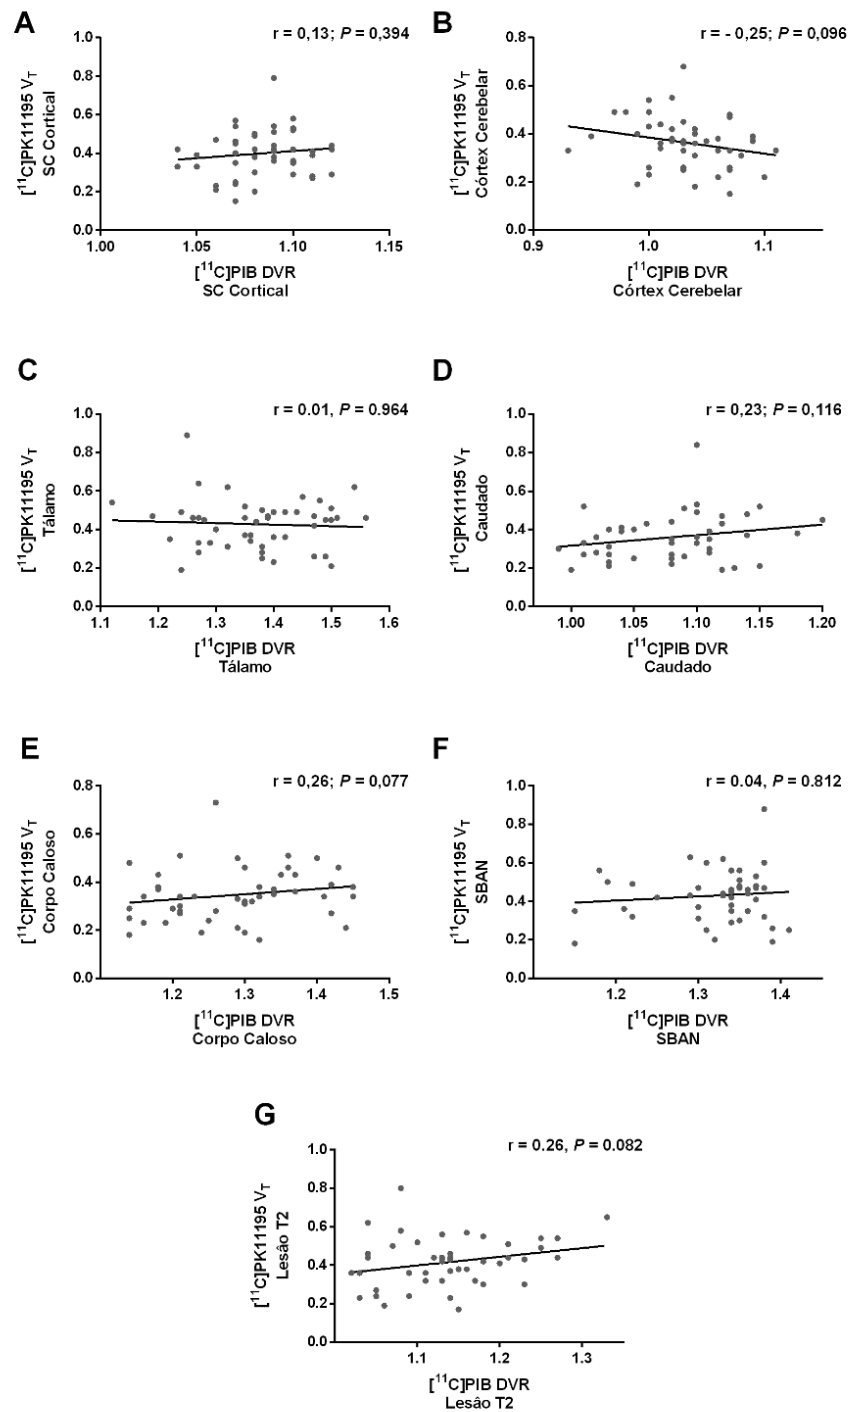 A
r = 0,13; P = 0,394
[11C]PK11195 VT
SC Cortical
0.8
0.6
0.4
0.2
0.0
1.00 1.05 1.10 1.15
[11C]PIB DVR
SC Cortical
B
r = - 0,25; P = 0,096
[11C]PK11195 VT
Córtex Cerebelar
0.8
0.6
0.4
0.2
0.0
0.9 1.0 1.1
[11C]PIB DVR
Córtex Cerebelar
C
r = 0.01, P = 0.964
[11C]PK11195 VT
Tálamo
1.0
0.8
0.6
0.4
0.2
0.0
1.1 1.2 1.3 1.4 1.5 1.6
[11C]PIB DVR
Tálamo
D
r = 0,23; P = 0,116
[11C]PK11195 VT
Caudado
1.0
0.8
0.6
0.4
0.2
0.0
1.00 1.05 1.10 1.15 1.20
[11C]PIB DVR
Caudado
E
r = 0,26; P = 0,077
[11C]PK11195 VT
Corpo Caloso
0.8
0.6
0.4
0.2
0.0
1.2 1.3 1.4 1.5
[11C]PIB DVR
Corpo Caloso
F
r = 0.04, P = 0.812
[11C]PK11195 VT
SBAN
1.0
0.8
0.6
0.4
0.2
0.0
1.2 1.3 1.4
[11C]PIB DVR
SBAN
G
r = 0.26, P = 0.082
[11C]PK11195 VT
Lesâo T2
1.0
0.8
0.6
0.4
0.2
0.0
1.1 1.2 1.3
[11C]PIB DVR
Lesâo T2